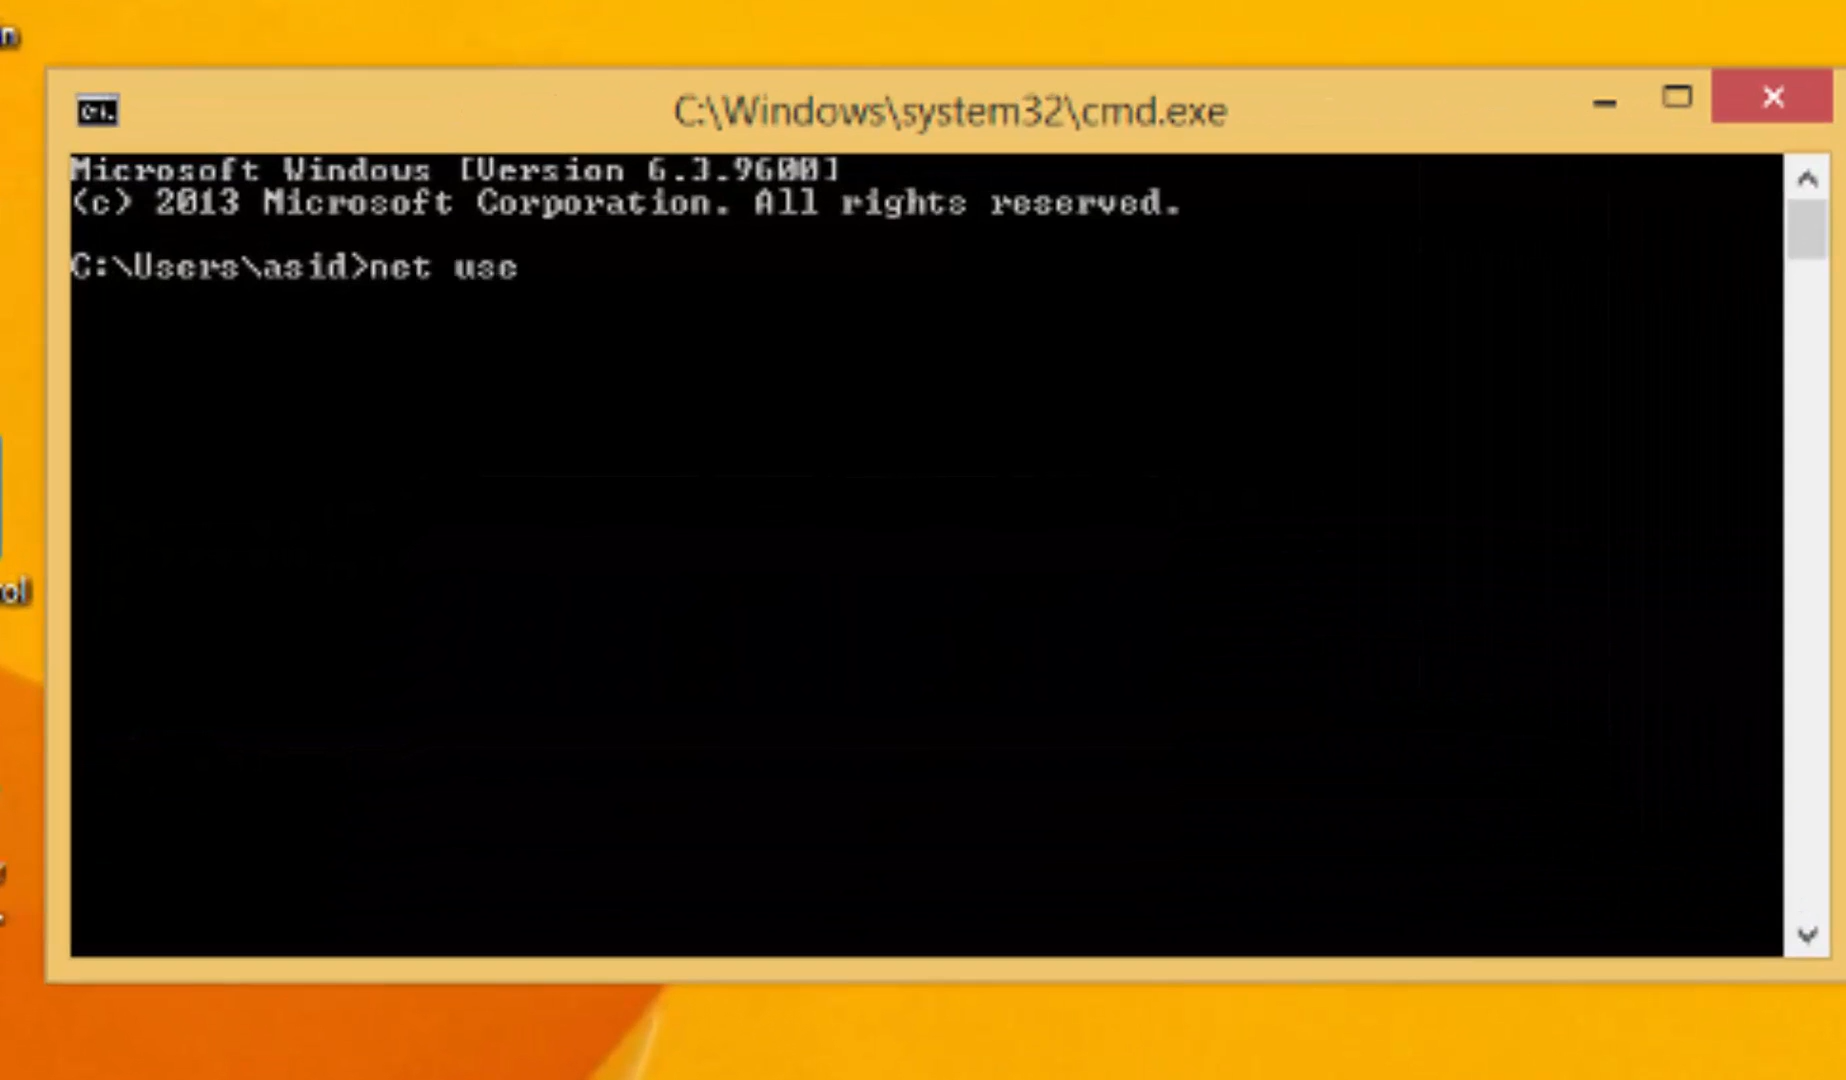 n
C:\Windows\system32\cmd.exe
Microsoft Windows [Version 6.3.9600]
(c) 2013 Microsoft Corporation. All rights reserved.
C:\Users\asid>net use
rol